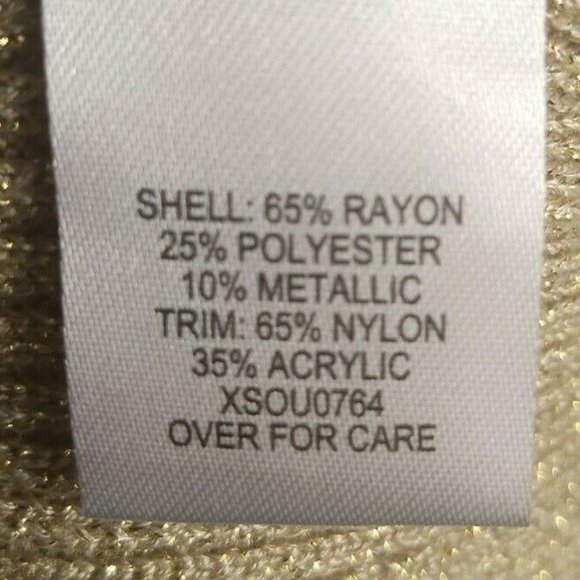 SHELL: 65% RAYON
25% POLYESTER
10% METALLIC
TRIM: 65% NYLON
35% ACRYLIC
XSOU0764
OVER FOR CARE